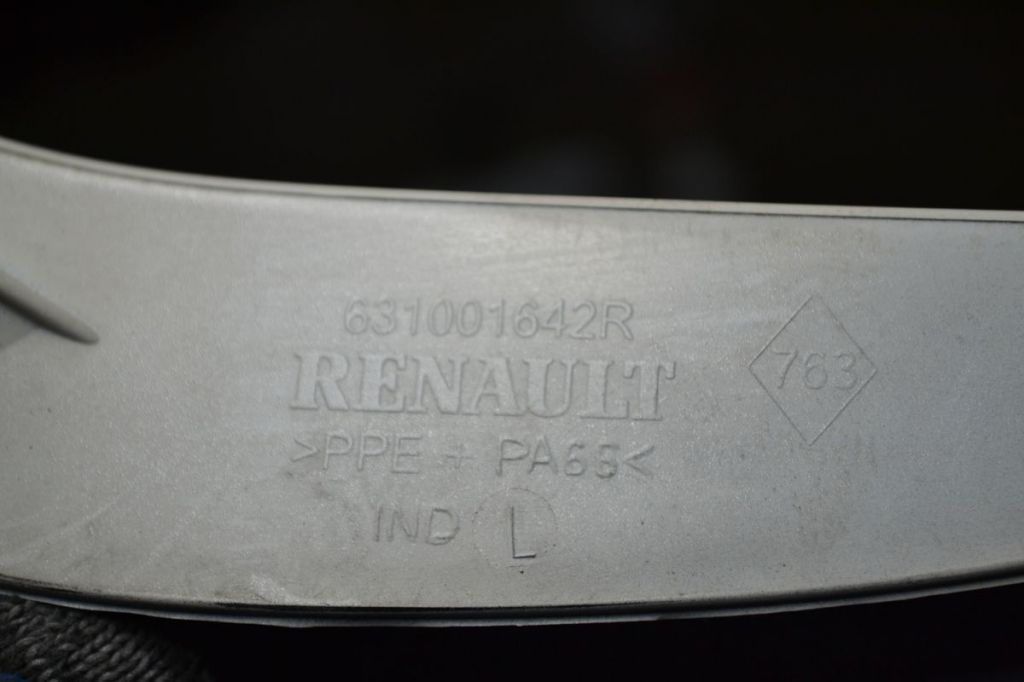 631001642R
RENAULT
>PPE + PA66<
IND L
763